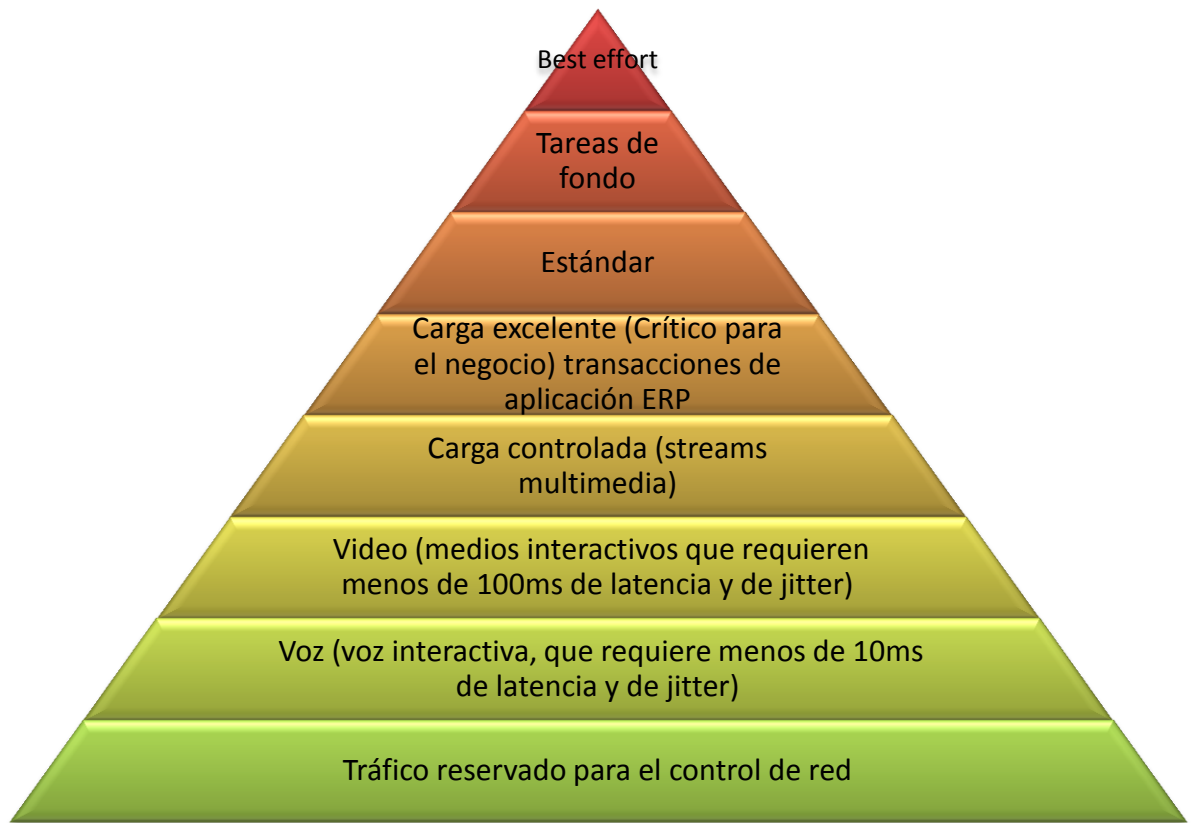 Best effort
Tareas de
fondo
Estándar
Carga excelente (Crítico para
el negocio) transacciones de
aplicación ERP
Carga controlada (streams
multimedia)
Video (medios interactivos que requieren
menos de 100ms de latencia y de jitter)
Voz (voz interactiva, que requiere menos de 10ms
de latencia y de jitter)
Tráfico reservado para el control de red